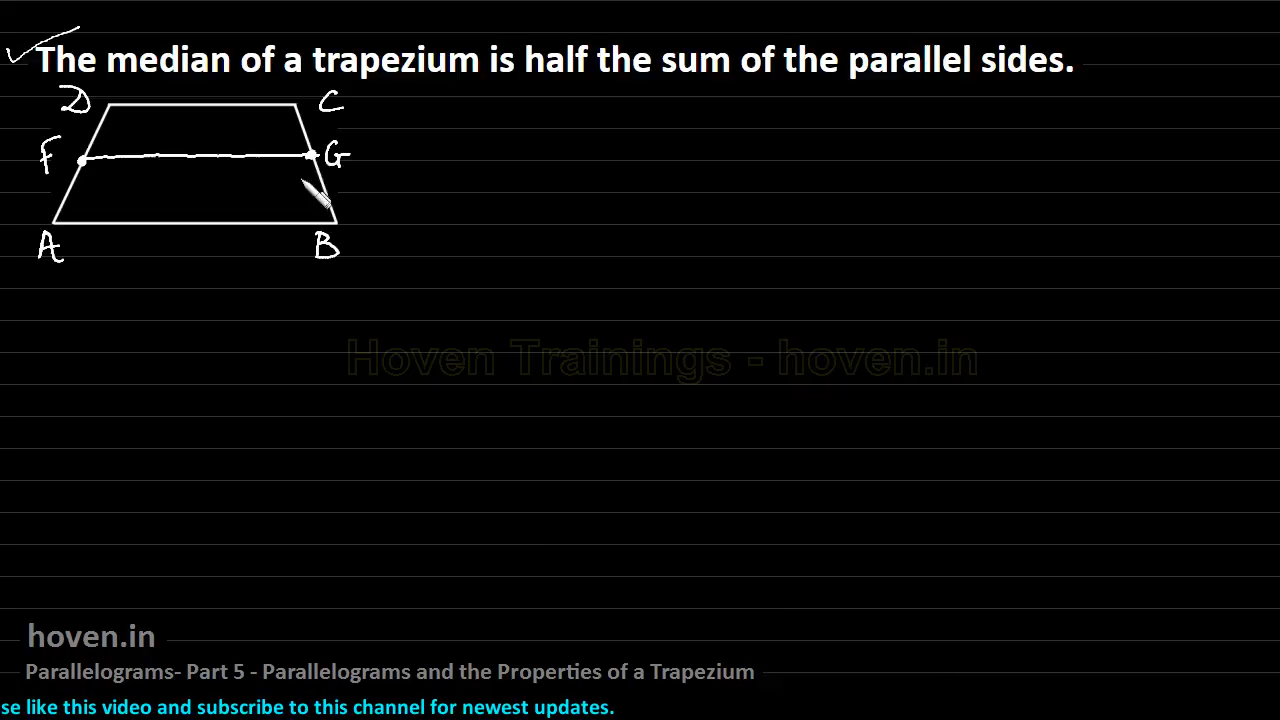 The median of a trapezium is half the sum of the parallel sides.
D C
F G
A B
Hoven Trainings - hoven.in
hoven.in
Parallelograms- Part 5 - Parallelograms and the Properties of a Trapezium
se like this video and subscribe to this channel for newest updates.